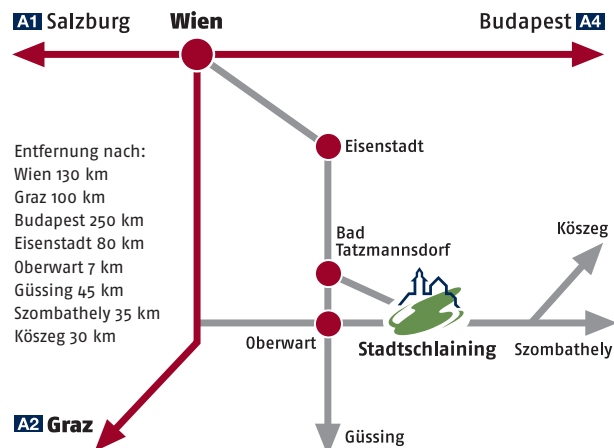 A1 Salzburg
Wien
Budapest A4
Eisenstadt
Entfernung nach:
Wien 130 km
Graz 100 km
Budapest 250 km
Eisenstadt 80 km
Oberwart 7 km
Güssing 45 km
Szombathely 35 km
Köszeg 30 km
Bad
Tatzmannsdorf
Köszeg
Oberwart
Stadtschlaining
Szombathely
A2 Graz
Güssing